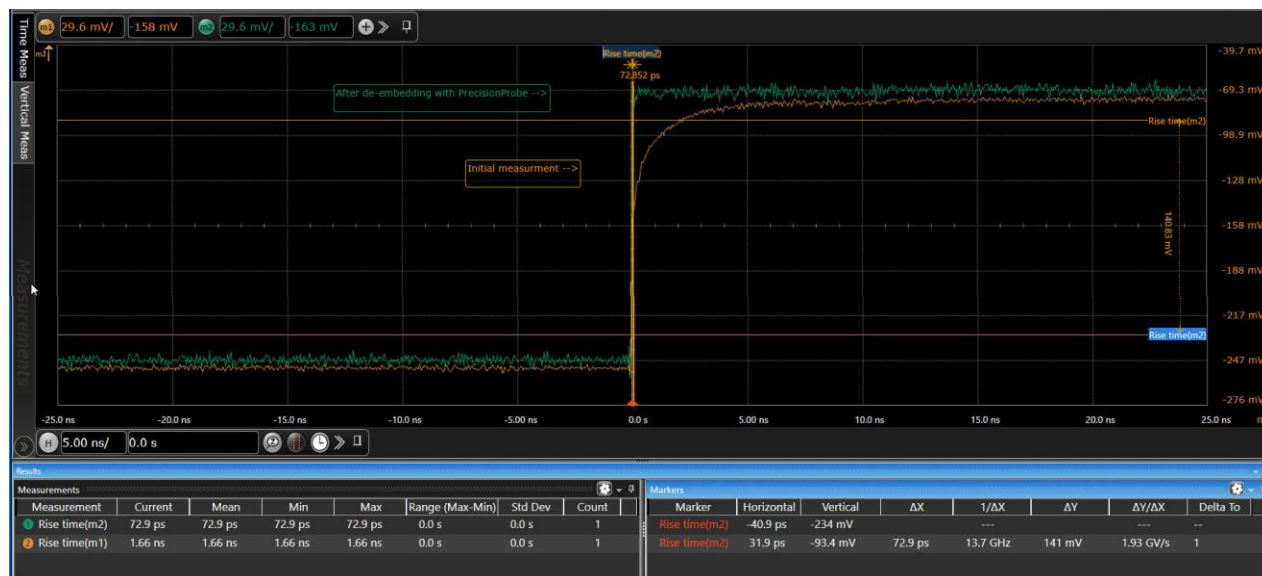 m1 29.6 mV/ -158 mV m2 29.6 mV/ -163 mV
Time Meas
Vertical Meas
Measurements
m1
Rise time(m2)
72.852 ps
After de-embedding with PrecisionProbe -->
Initial measurment -->
Rise time(m2)
140.83 mV
Rise time(m2)
-39.7 mV
-69.3 mV
-98.9 mV
-128 mV
-158 mV
-188 mV
-217 mV
-247 mV
-276 mV
-25.0 ns -20.0 ns -15.0 ns -10.0 ns -5.00 ns 0.0 s 5.00 ns 10.0 ns 15.0 ns 20.0 ns 25.0 ns
H 5.00 ns/ 0.0 s
Results
Measurements
Measurement Current Mean Min Max Range (Max-Min) Std Dev Count
1 Rise time(m2) 72.9 ps 72.9 ps 72.9 ps 72.9 ps 0.0 s 0.0 s 1
2 Rise time(m1) 1.66 ns 1.66 ns 1.66 ns 1.66 ns 0.0 s 0.0 s 1
Markers
Marker Horizontal Vertical ΔX 1/ΔX ΔY ΔY/ΔX Delta To
Rise time(m2) -40.9 ps -234 mV --- --- --
Rise time(m2) 31.9 ps -93.4 mV 72.9 ps 13.7 GHz 141 mV 1.93 GV/s 1